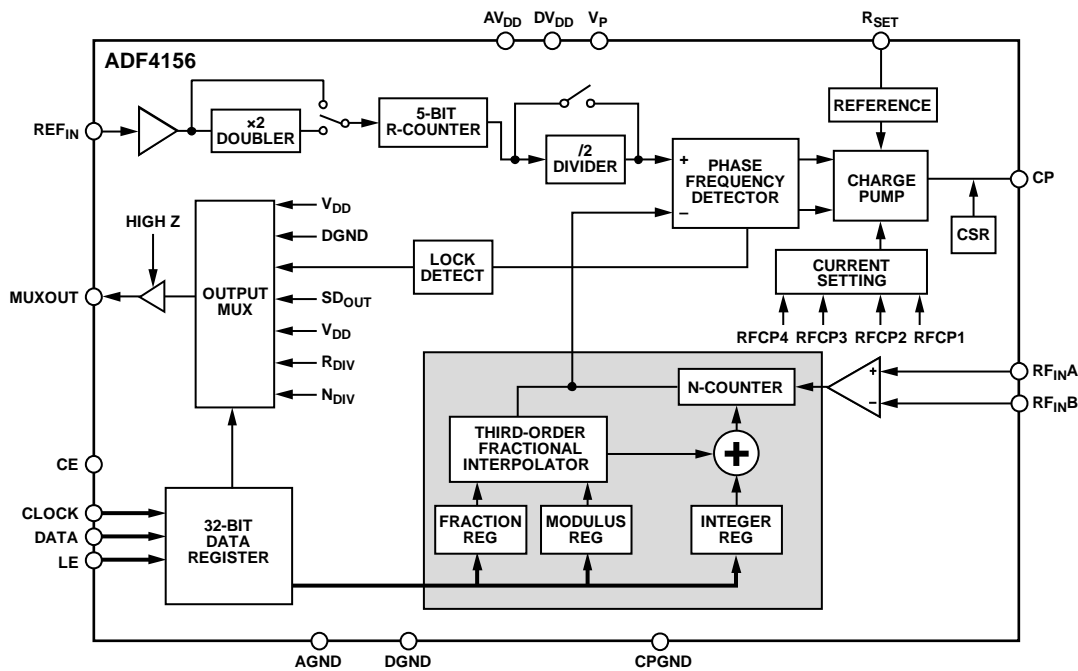 AVDD DVDD VP RSET
ADF4156
REFERENCE
REFIN
×2
DOUBLER
5-BIT
R-COUNTER
/2
DIVIDER
+
–
PHASE
FREQUENCY
DETECTOR
CHARGE
PUMP
CP
CSR
HIGH Z
MUXOUT
OUTPUT
MUX
VDD
DGND
LOCK
DETECT
SDOUT
VDD
RDIV
NDIV
CURRENT
SETTING
RFCP4 RFCP3 RFCP2 RFCP1
N-COUNTER
+
–
RFINA
RFINB
THIRD-ORDER
FRACTIONAL
INTERPOLATOR
+
CE
CLOCK
DATA
LE
32-BIT
DATA
REGISTER
FRACTION
REG
MODULUS
REG
INTEGER
REG
AGND DGND CPGND